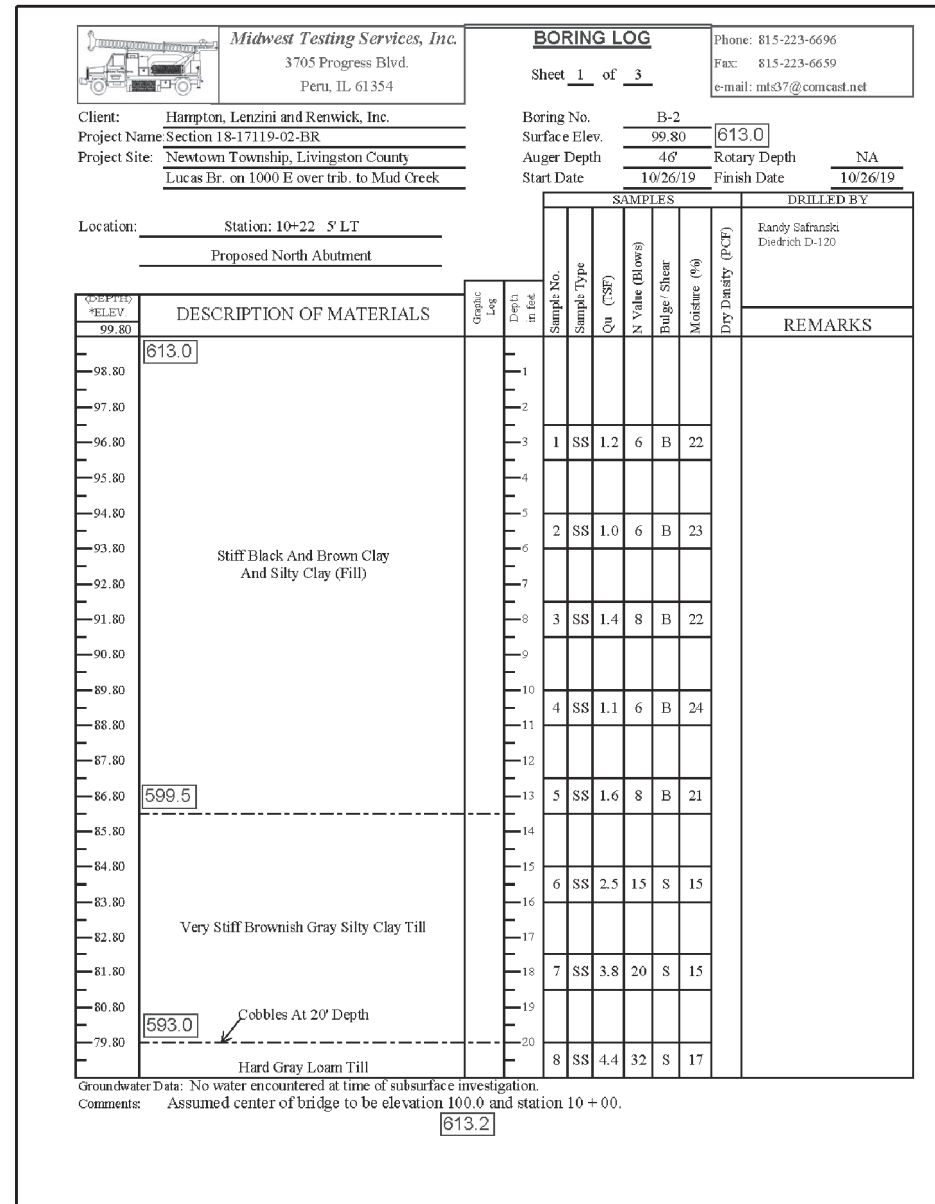 Midwest Testing Services, Inc.
3705 Progress Blvd.
Peru, IL 61354
BORING LOG
Sheet 1 of 3
Phone: 815-223-6696
Fax: 815-223-6659
e-mail: mts37@comcast.net
Client: Hampton, Lenzini and Renwick, Inc.
Project Name: Section 18-17119-02-BR
Project Site: Newtown Township, Livingston County
Lucas Br. on 1000 E over trib. to Mud Creek
Boring No. B-2
Surface Elev. 99.80 613.0
Auger Depth 46' Rotary Depth NA
Start Date 10/26/19 Finish Date 10/26/19
Location: Station: 10+22 5' LT
Proposed North Abutment
SAMPLES
DRILLED BY
Randy Safranski
Diedrich D-120
(DEPTH)
*ELEV.
99.80
DESCRIPTION OF MATERIALS
Graphic
Log
Depth
in feet
Sample No.
Sample Type
Qu (TSF)
N Value (Blows)
Bulge / Shear
Moisture (%)
Dry Density (PCF)
REMARKS
613.0
98.80 1
97.80 2
96.80 3 1 SS 1.2 6 B 22
95.80 4
94.80 5
2 SS 1.0 6 B 23
93.80 6
Stiff Black And Brown Clay
And Silty Clay (Fill)
92.80 7
91.80 8 3 SS 1.4 8 B 22
90.80 9
89.80 10
4 SS 1.1 6 B 24
88.80 11
87.80 12
86.80 599.5 13 5 SS 1.6 8 B 21
85.80 14
84.80 15
6 SS 2.5 15 S 15
83.80 16
Very Stiff Brownish Gray Silty Clay Till
82.80 17
81.80 18 7 SS 3.8 20 S 15
80.80 19
Cobbles At 20' Depth
593.0
79.80 20
8 SS 4.4 32 S 17
Hard Gray Loam Till
Groundwater Data: No water encountered at time of subsurface investigation.
Comments: Assumed center of bridge to be elevation 100.0 and station 10 + 00.
613.2